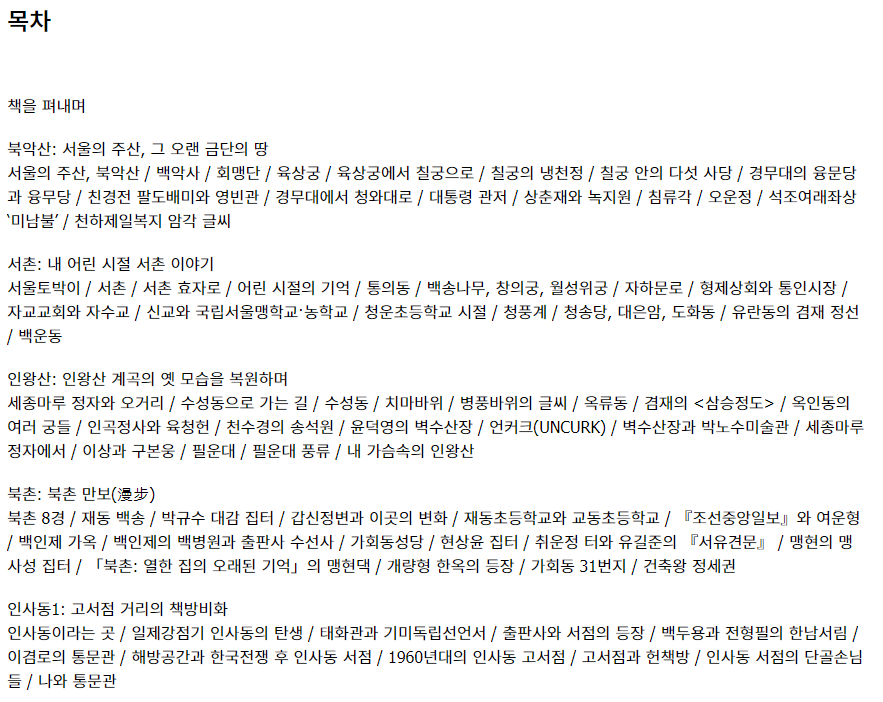 목차
책을 펴내며
북악산: 서울의 주산, 그 오랜 금단의 땅
서울의 주산, 북악산 / 백악사 / 회맹단 / 육상궁 / 육상궁에서 칠궁으로 / 칠궁의 냉천정 / 칠궁 안의 다섯 사당 / 경무대의 융문당
과 융무당 / 친경전 팔도배미와 영빈관 / 경무대에서 청와대로 / 대통령 관저 / 상춘재와 녹지원 / 침류각 / 오운정 / 석조여래좌상
‘미남불’ / 천하제일복지 암각 글씨
서촌: 내 어린 시절 서촌 이야기
서울토박이 / 서촌 / 서촌 효자로 / 어린 시절의 기억 / 통의동 / 백송나무, 창의궁, 월성위궁 / 자하문로 / 형제상회와 통인시장 /
자교교회와 자수교 / 신교와 국립서울맹학교·농학교 / 청운초등학교 시절 / 청풍계 / 청송당, 대은암, 도화동 / 유란동의 겸재 정선
/ 백운동
인왕산: 인왕산 계곡의 옛 모습을 복원하며
세종마루 정자와 오거리 / 수성동으로 가는 길 / 수성동 / 치마바위 / 병풍바위의 글씨 / 옥류동 / 겸재의 <삼승정도> / 옥인동의
여러 궁들 / 인곡정사와 육청헌 / 천수경의 송석원 / 윤덕영의 벽수산장 / 언커크(UNCURK) / 벽수산장과 박노수미술관 / 세종마루
정자에서 / 이상과 구본웅 / 필운대 / 필운대 풍류 / 내 가슴속의 인왕산
북촌: 북촌 만보(漫步)
북촌 8경 / 재동 백송 / 박규수 대감 집터 / 갑신정변과 이곳의 변화 / 재동초등학교와 교동초등학교 / 『조선중앙일보』와 여운형
/ 백인제 가옥 / 백인제의 백병원과 출판사 수선사 / 가회동성당 / 현상윤 집터 / 취운정 터와 유길준의 『서유견문』 / 맹현의 맹
사성 집터 / 「북촌: 열한 집의 오래된 기억」의 맹현댁 / 개량형 한옥의 등장 / 가회동 31번지 / 건축왕 정세권
인사동1: 고서점 거리의 책방비화
인사동이라는 곳 / 일제강점기 인사동의 탄생 / 태화관과 기미독립선언서 / 출판사와 서점의 등장 / 백두용과 전형필의 한남서림 /
이겸로의 통문관 / 해방공간과 한국전쟁 후 인사동 서점 / 1960년대의 인사동 고서점 / 고서점과 헌책방 / 인사동 서점의 단골손님
들 / 나와 통문관